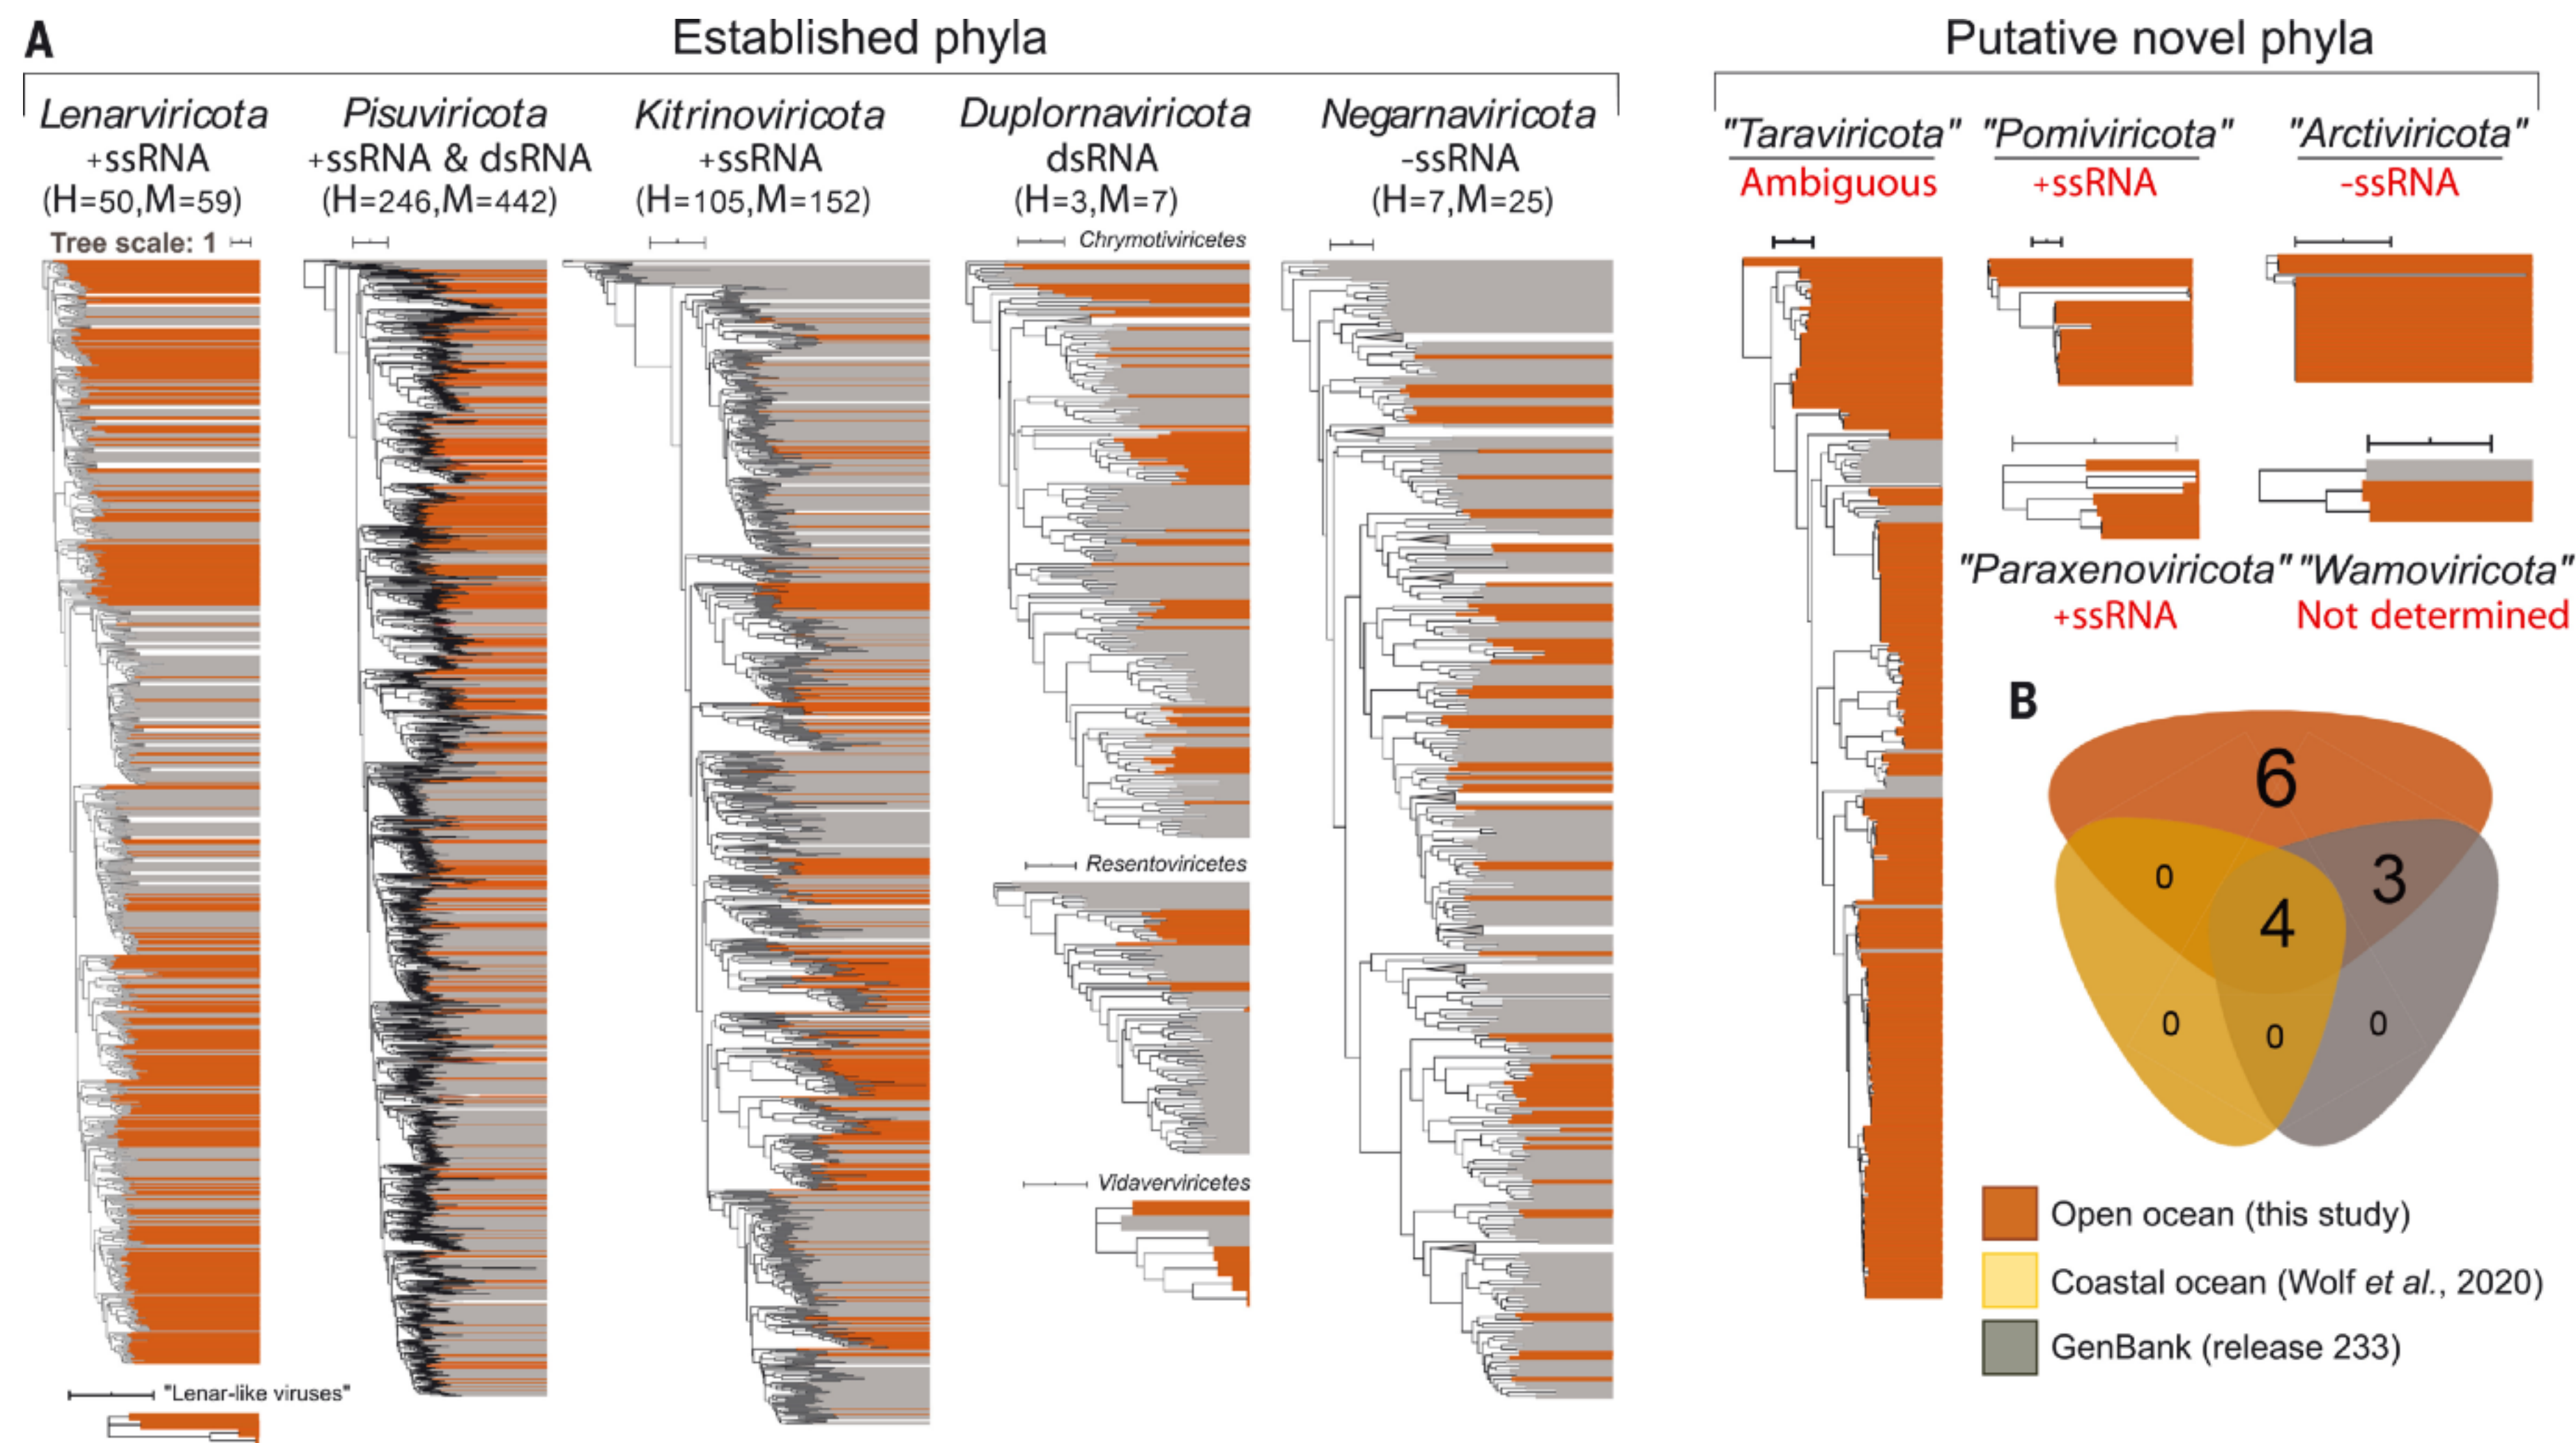 A
Established phyla
Putative novel phyla
Lenarviricota
+ssRNA
(H=50,M=59)
Tree scale: 1
Pisuviricota
+ssRNA & dsRNA
(H=246,M=442)
Kitrinoviricota
+ssRNA
(H=105,M=152)
Duplornaviricota
dsRNA
(H=3,M=7)
Chrymotiviricetes
Negarnaviricota
-ssRNA
(H=7,M=25)
"Taraviricota"
Ambiguous
"Pomiviricota"
+ssRNA
"Arctiviricota"
-ssRNA
"Paraxenoviricota"
+ssRNA
"Wamoviricota"
Not determined
Resentoviricetes
Vidaverviricetes
"Lenar-like viruses"
B
6
0
3
4
0
0
0
Open ocean (this study)
Coastal ocean (Wolf et al., 2020)
GenBank (release 233)